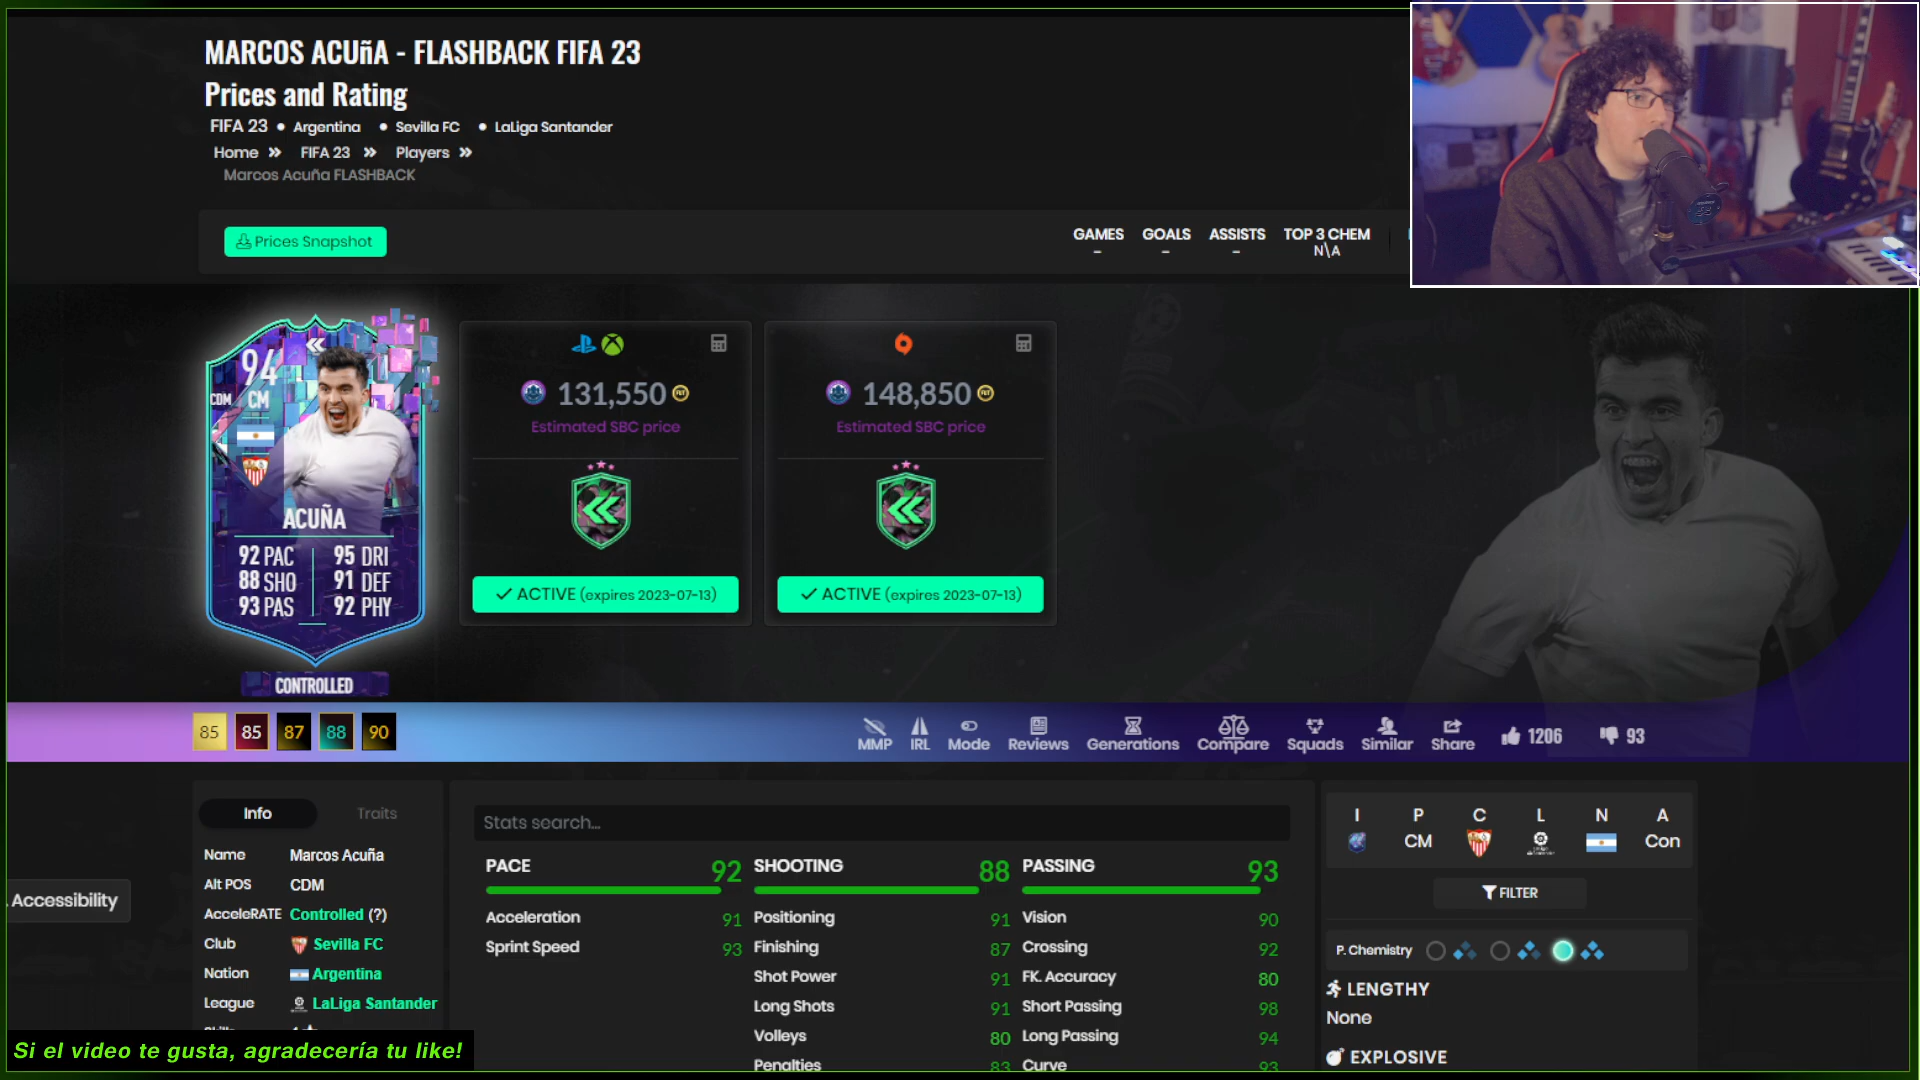 MARCOS ACUñA - FLASHBACK FIFA 23
Prices and Rating
FIFA 23 • Argentina • Sevilla FC • LaLiga Santander
Home » FIFA 23 » Players »
Marcos Acuña FLASHBACK
Prices Snapshot
GAMES GOALS ASSISTS TOP 3 CHEM
- - - N\A
94
CDM CM
ACUÑA
92 PAC 95 DRI
88 SHO 91 DEF
93 PAS 92 PHY
CONTROLLED
131,550
Estimated SBC price
ACTIVE (expires 2023-07-13)
148,850
Estimated SBC price
ACTIVE (expires 2023-07-13)
85 85 87 88 90
MMP IRL Mode Reviews Generations Compare Squads Similar Share 1206 93
Info Traits
Name Marcos Acuña
Alt POS CDM
AcceleRATE Controlled (?)
Club Sevilla FC
Nation Argentina
League LaLiga Santander
. Accessibility
Stats search...
PACE 92
Acceleration 91
Sprint Speed 93
SHOOTING 88
Positioning 91
Finishing 87
Shot Power 91
Long Shots 91
Volleys 80
Penalties 83
PASSING 93
Vision 90
Crossing 92
FK. Accuracy 80
Short Passing 98
Long Passing 94
Curve 93
I P C L N A
CM Con
FILTER
P. Chemistry
LENGTHY
None
EXPLOSIVE
Si el video te gusta, agradecería tu like!